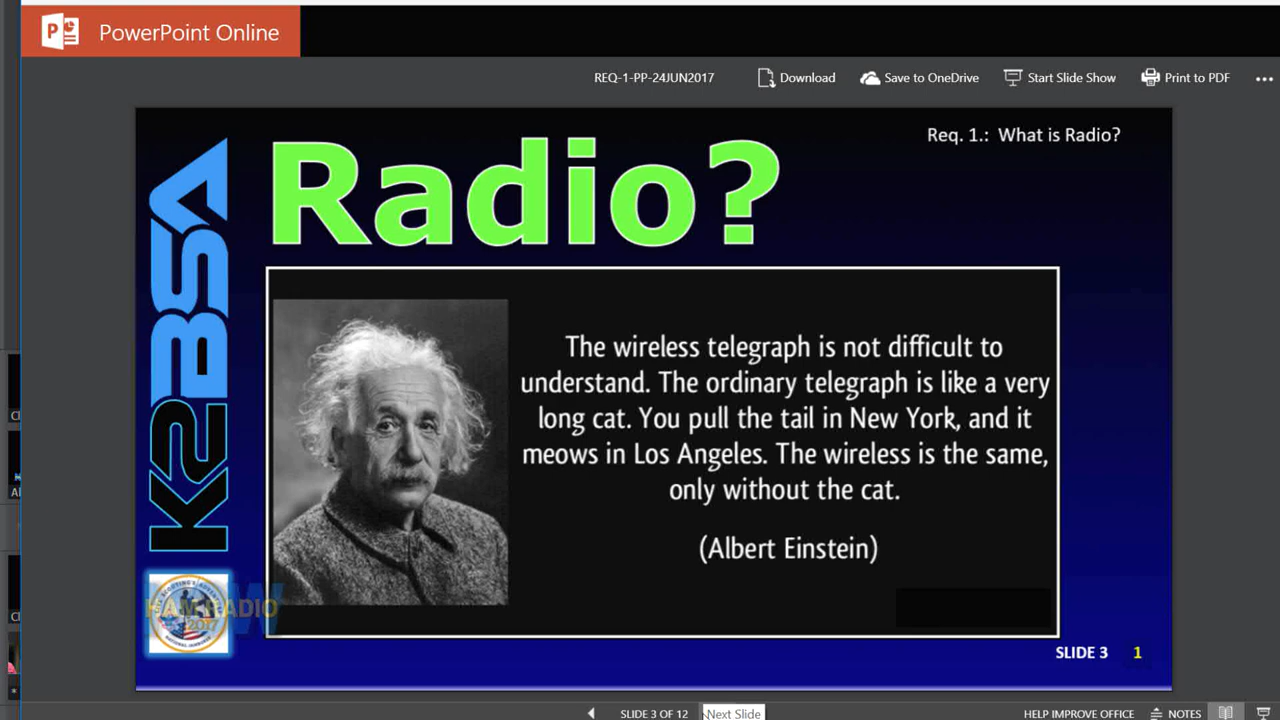 PowerPoint Online
REQ-1-PP-24JUN2017
Download
Save to OneDrive
Start Slide Show
Print to PDF
Req. 1.: What is Radio?
Radio?
K2BSA
The wireless telegraph is not difficult to
understand. The ordinary telegraph is like a very
long cat. You pull the tail in New York, and it
meows in Los Angeles. The wireless is the same,
only without the cat.
(Albert Einstein)
HAM RADIO
2017
NATIONAL JAMBOREE
SLIDE 3 1
SLIDE 3 OF 12
Next Slide
HELP IMPROVE OFFICE
NOTES